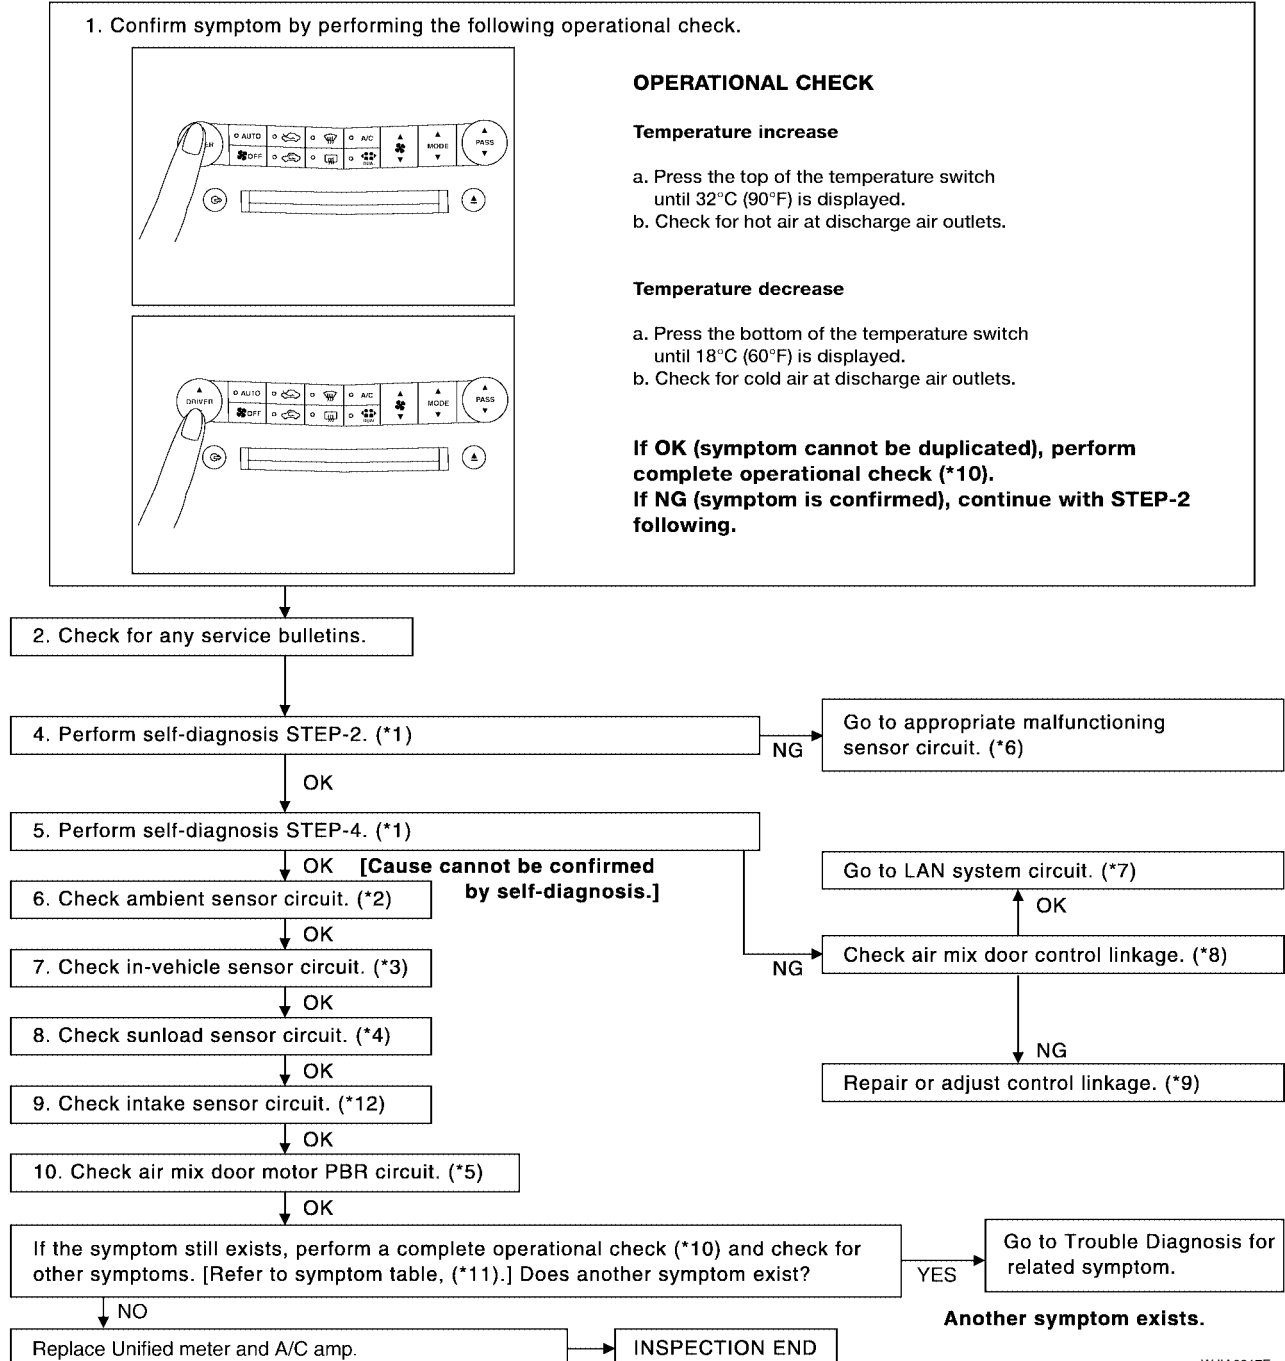 1. Confirm symptom by performing the following operational check.
OPERATIONAL CHECK
Temperature increase
a. Press the top of the temperature switch
until 32°C (90°F) is displayed.
b. Check for hot air at discharge air outlets.
AUTO
A/C
OFF
MODE
PASS
Temperature decrease
a. Press the bottom of the temperature switch
until 18°C (60°F) is displayed.
b. Check for cold air at discharge air outlets.
DRIVER
AUTO
A/C
OFF
MODE
PASS
If OK (symptom cannot be duplicated), perform
complete operational check (*10).
If NG (symptom is confirmed), continue with STEP-2
following.
2. Check for any service bulletins.
4. Perform self-diagnosis STEP-2. (*1)
NG
Go to appropriate malfunctioning
sensor circuit. (*6)
OK
5. Perform self-diagnosis STEP-4. (*1)
OK
[Cause cannot be confirmed
by self-diagnosis.]
NG
Go to LAN system circuit. (*7)
OK
Check air mix door control linkage. (*8)
NG
Repair or adjust control linkage. (*9)
6. Check ambient sensor circuit. (*2)
OK
7. Check in-vehicle sensor circuit. (*3)
OK
8. Check sunload sensor circuit. (*4)
OK
9. Check intake sensor circuit. (*12)
OK
10. Check air mix door motor PBR circuit. (*5)
OK
If the symptom still exists, perform a complete operational check (*10) and check for
other symptoms. [Refer to symptom table, (*11).] Does another symptom exist?
YES
Go to Trouble Diagnosis for
related symptom.
Another symptom exists.
NO
Replace Unified meter and A/C amp.
INSPECTION END